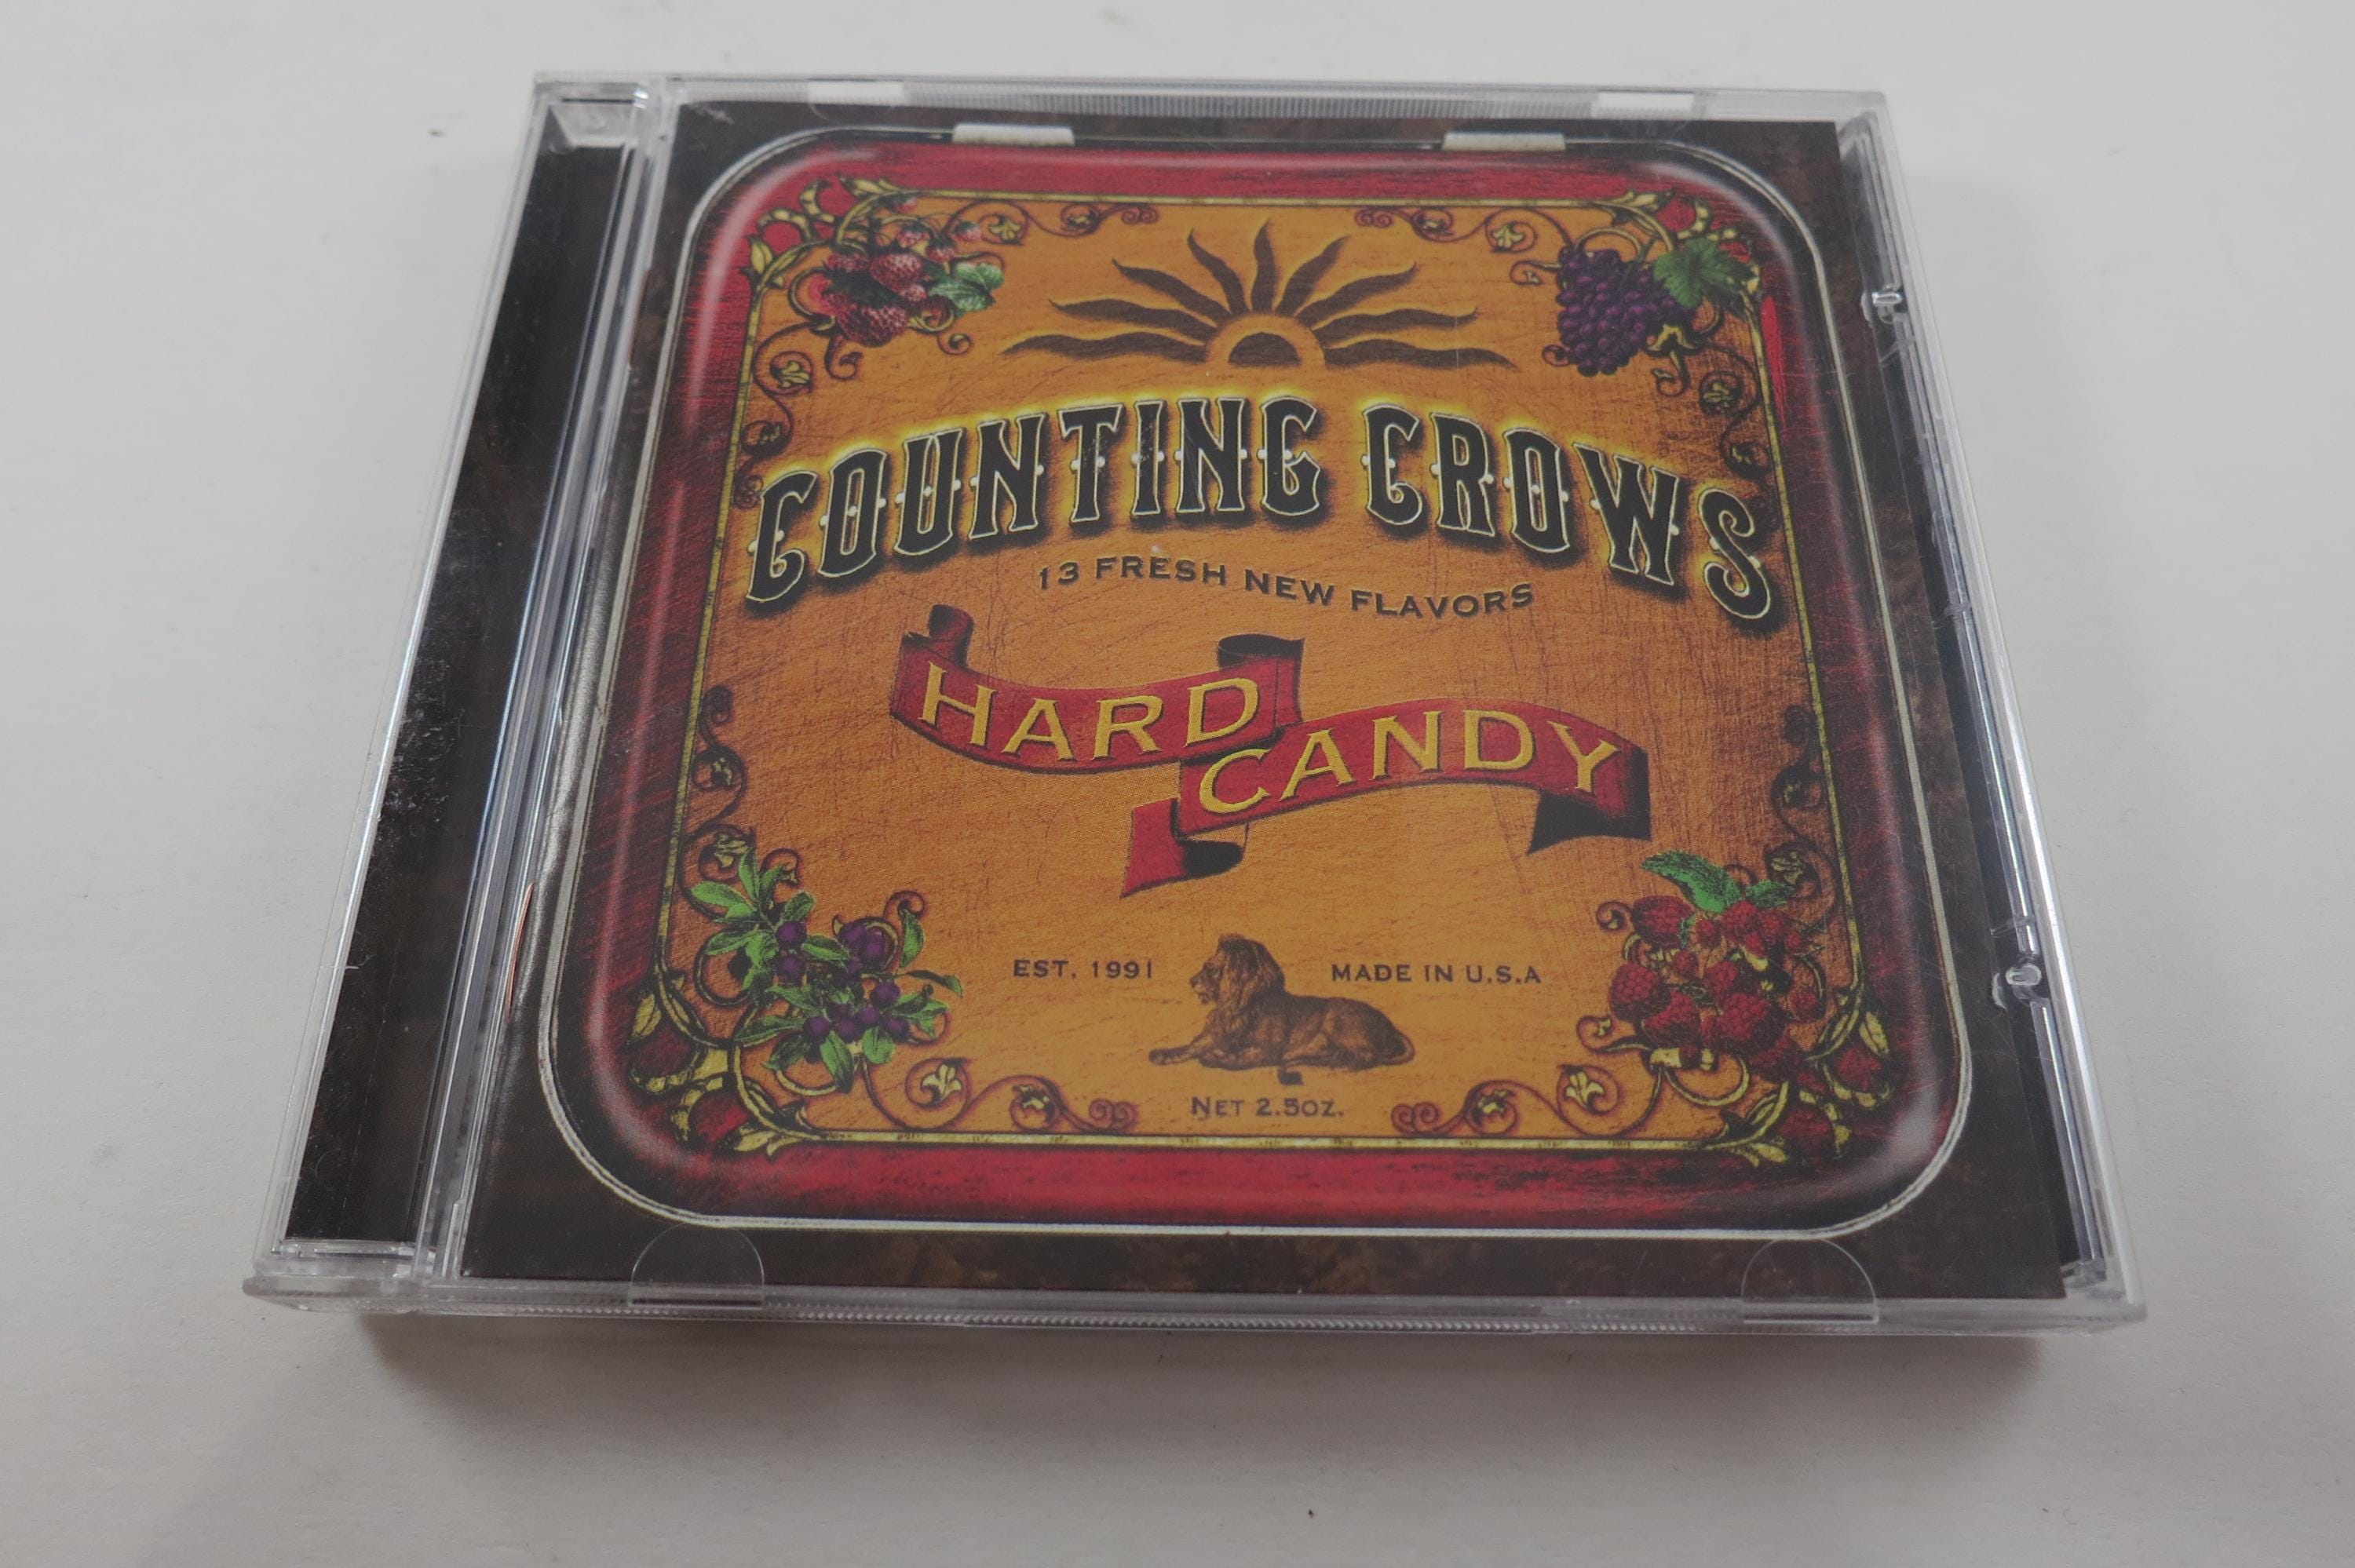 COUNTING CROWS
13 FRESH NEW FLAVORS
HARD
CANDY
EST. 1991 MADE IN U.S.A
NET 2.5OZ.